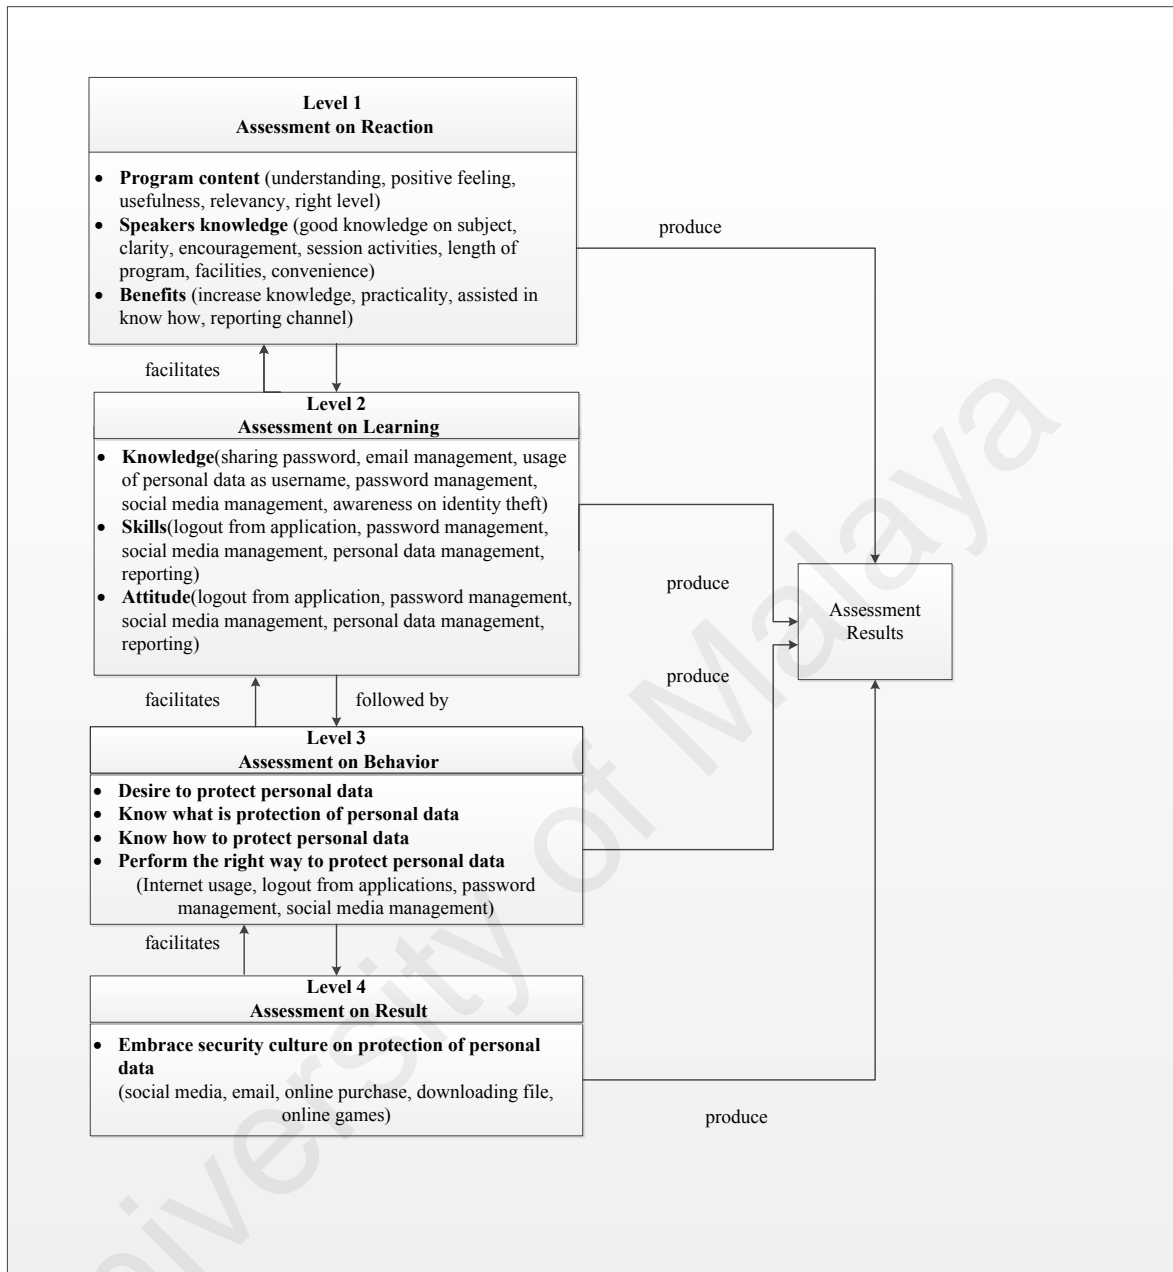 Level 1
Assessment on Reaction
• Program content (understanding, positive feeling,
usefulness, relevancy, right level)
• Speakers knowledge (good knowledge on subject,
clarity, encouragement, session activities, length of
program, facilities, convenience)
• Benefits (increase knowledge, practicality, assisted in
know how, reporting channel)
produce
facilitates
Level 2
Assessment on Learning
• Knowledge(sharing password, email management, usage
of personal data as username, password management,
social media management, awareness on identity theft)
• Skills(logout from application, password management,
social media management, personal data management,
reporting)
• Attitude(logout from application, password management,
social media management, personal data management,
reporting)
produce
Assessment
Results
produce
facilitates
followed by
Level 3
Assessment on Behavior
• Desire to protect personal data
• Know what is protection of personal data
• Know how to protect personal data
• Perform the right way to protect personal data
(Internet usage, logout from applications, password
management, social media management)
facilitates
Level 4
Assessment on Result
• Embrace security culture on protection of personal
data
(social media, email, online purchase, downloading file,
online games)
produce
niversity of Malaya